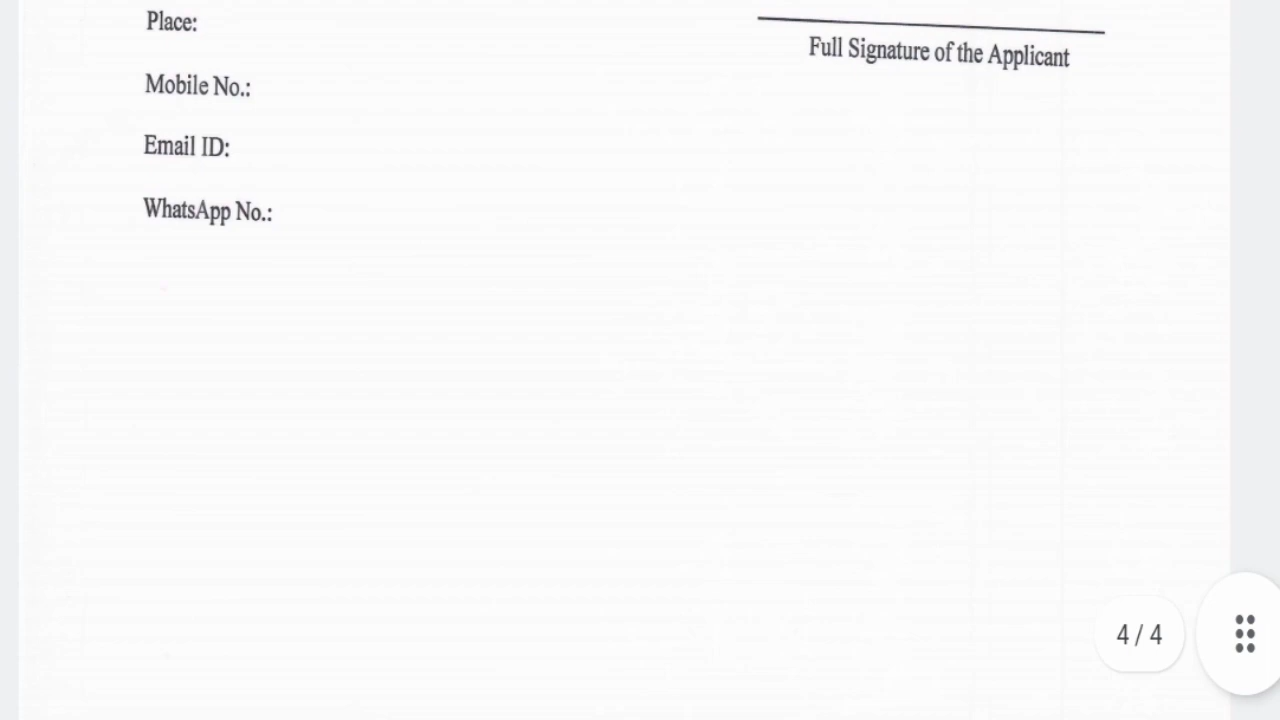 Place:
Full Signature of the Applicant
Mobile No.:
Email ID:
WhatsApp No.:
4 / 4